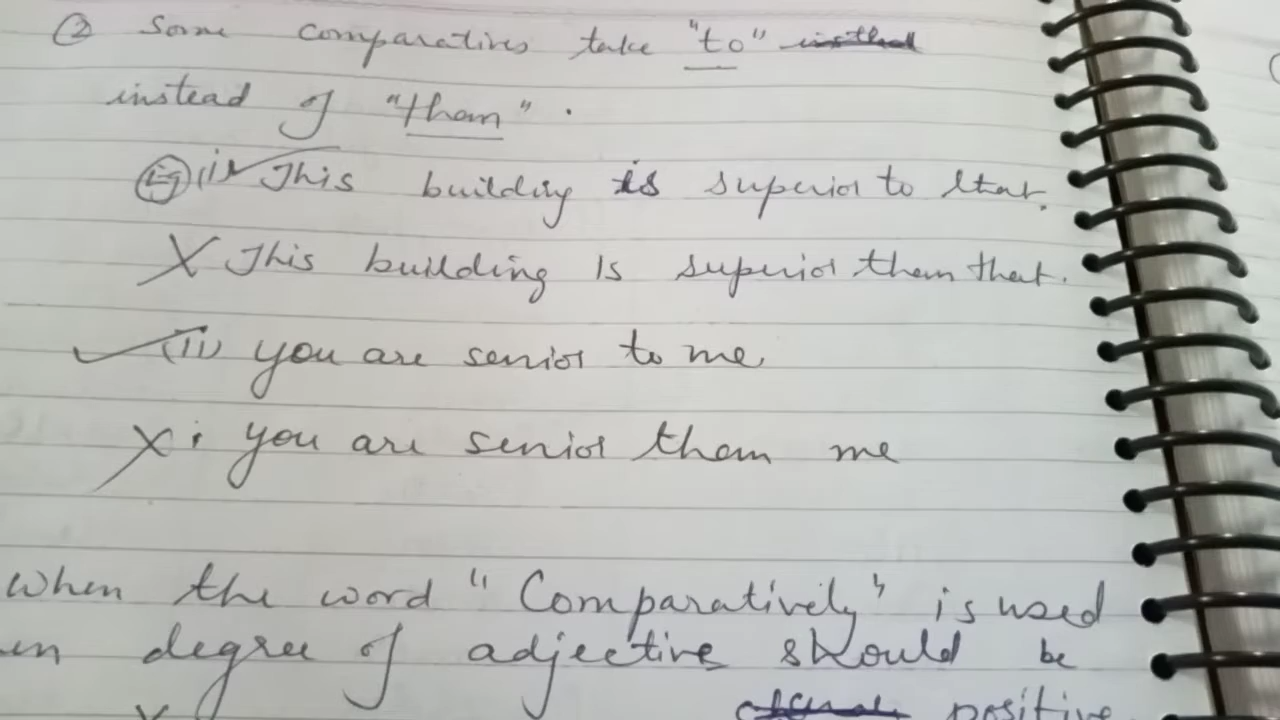 ② Some comparatives take "to"
instead of "than".
eg (i) This building is superior to that.
X This building is superior than that.
(ii) you are senior to me
X you are senior than me
When the word "Comparatively" is used
en degree of adjective should be
positive